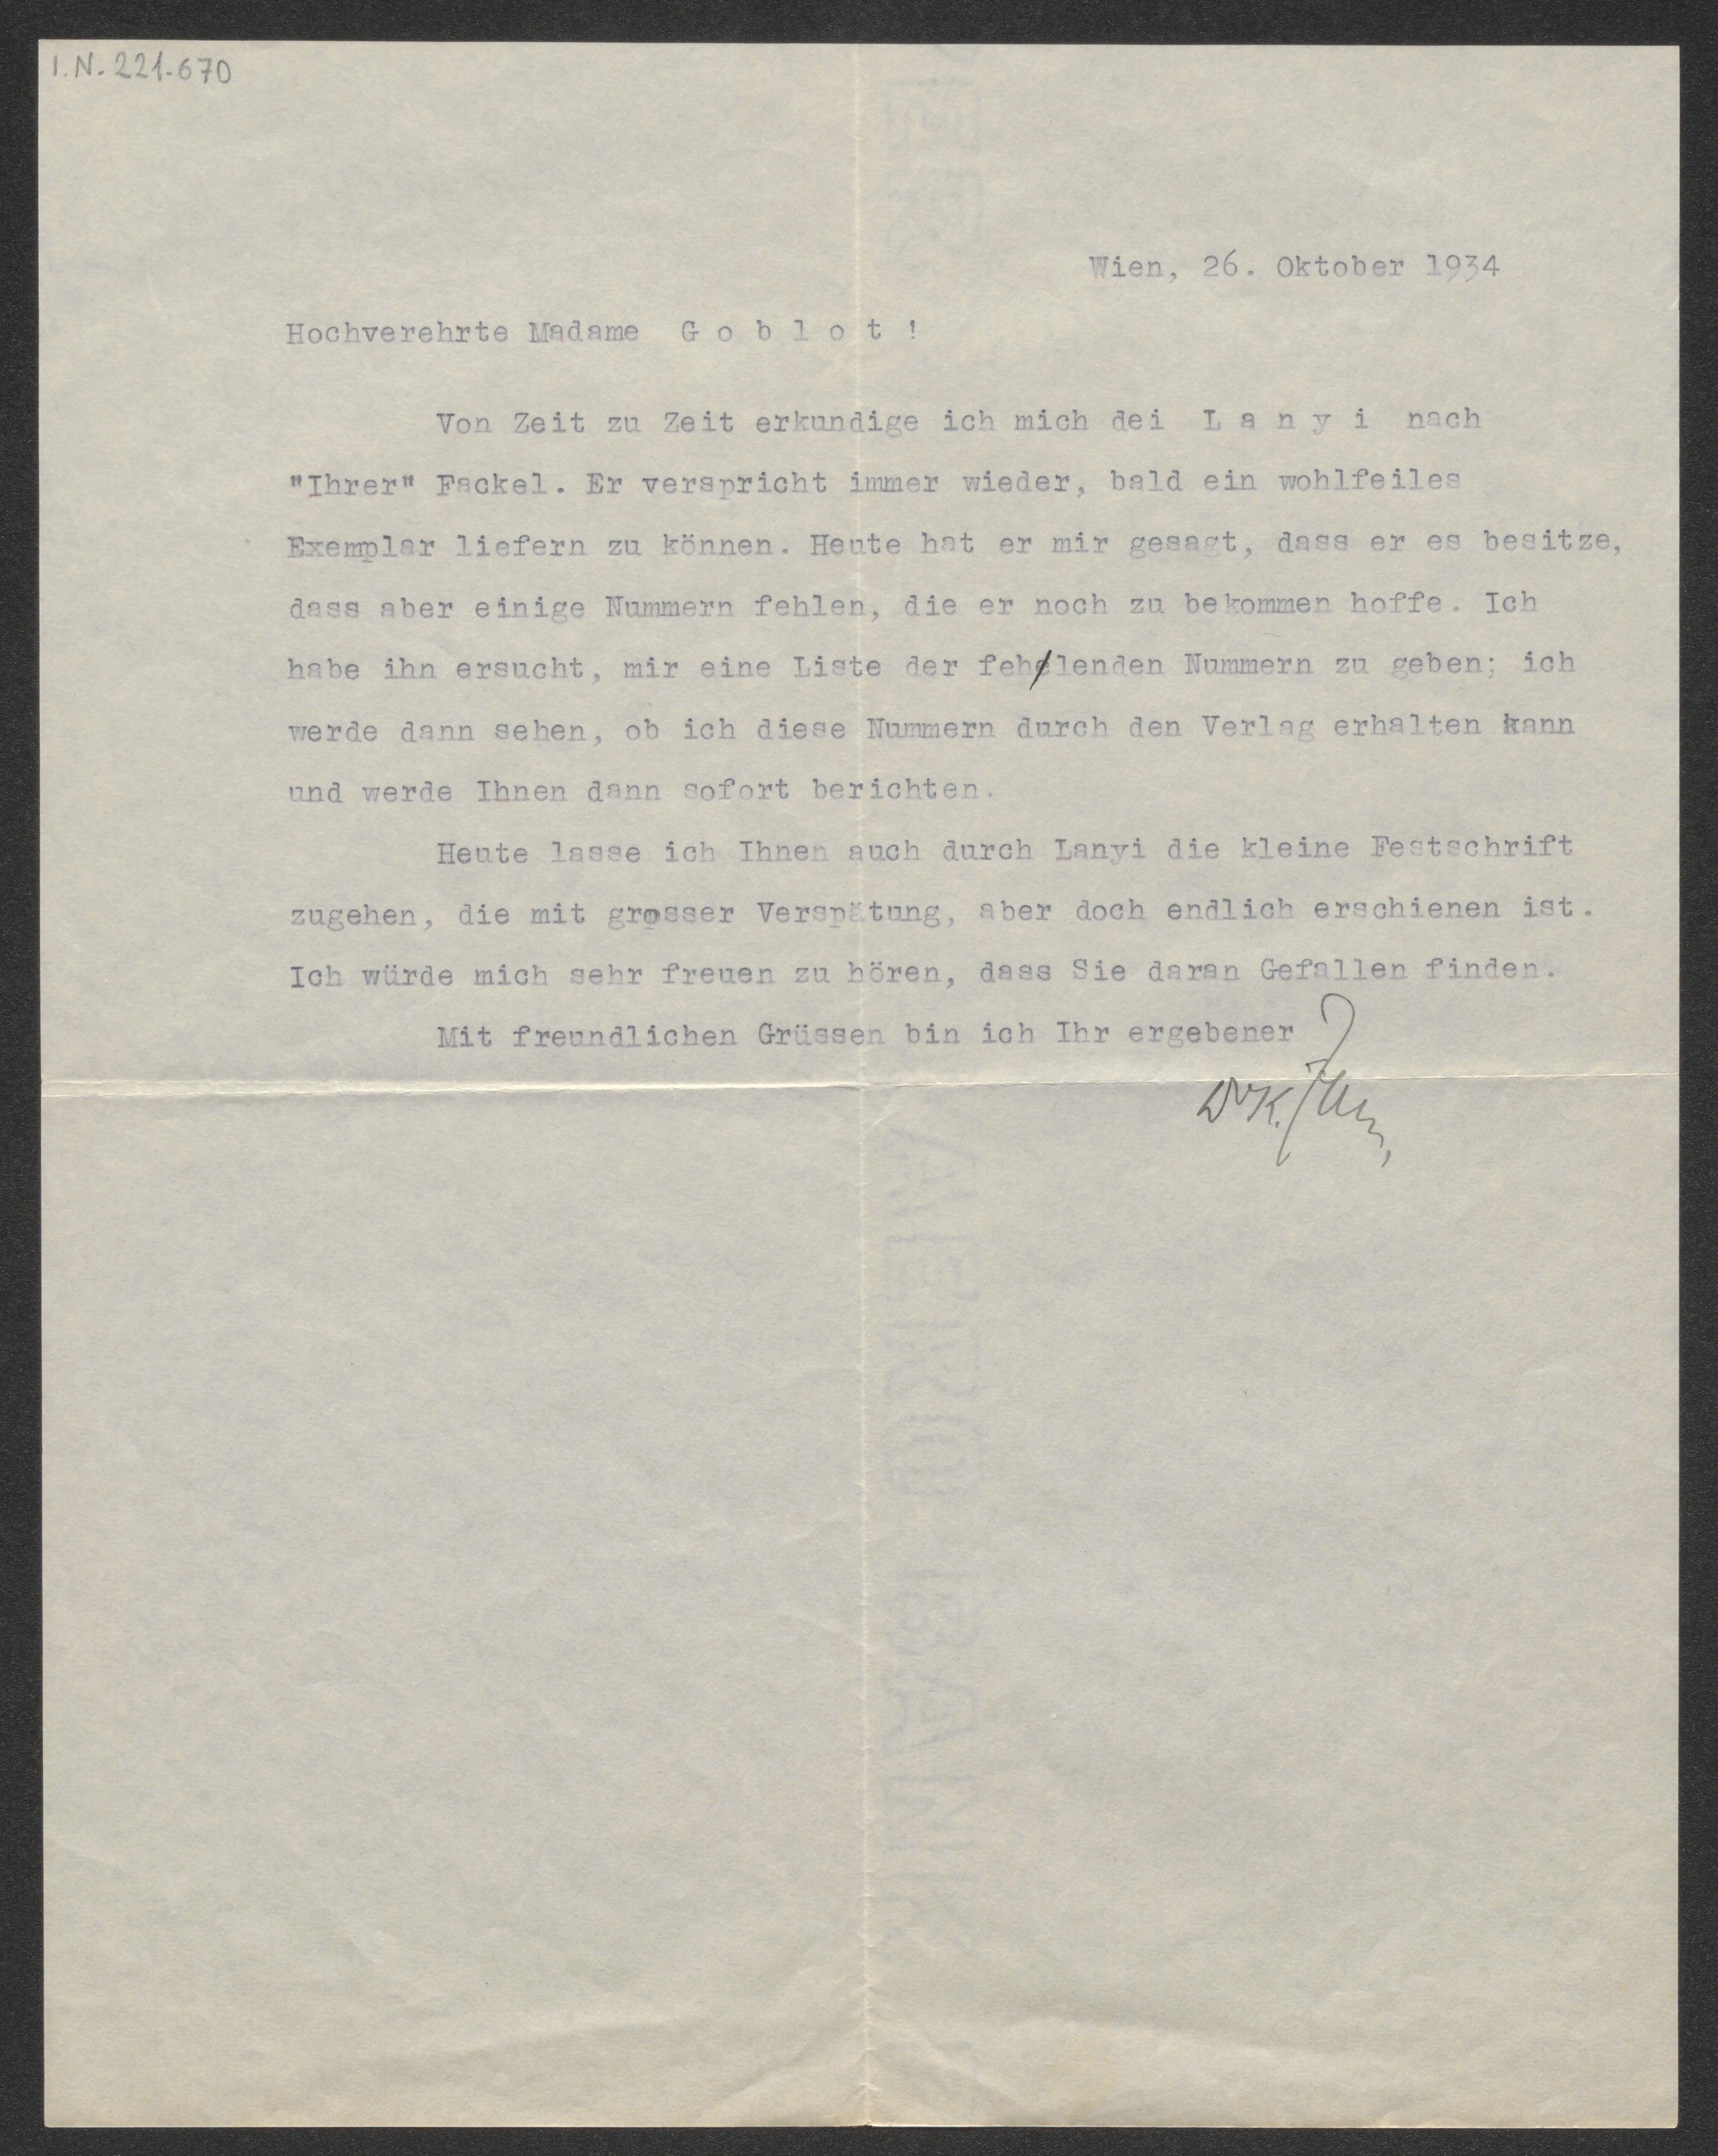 I.N. 221.670
Wien, 26. Oktober 1934
Hochverehrte Madame G o b l o t !
Von Zeit zu Zeit erkundige ich mich dei L a n y i nach
"Ihrer" Fackel. Er verspricht immer wieder, bald ein wohlfeiles
Exemplar liefern zu können. Heute hat er mir gesagt, dass er es besitze,
dass aber einige Nummern fehlen, die er noch zu bekommen hoffe. Ich
habe ihn ersucht, mir eine Liste der fehlenden Nummern zu geben; ich
werde dann sehen, ob ich diese Nummern durch den Verlag erhalten kann
und werde Ihnen dann sofort berichten.
Heute lasse ich Ihnen auch durch Lanyi die kleine Festschrift
zugehen, die mit grosser Verspätung, aber doch endlich erschienen ist.
Ich würde mich sehr freuen zu hören, dass Sie daran Gefallen finden.
Mit freundlichen Grüssen bin ich Ihr ergebener
Dr K.